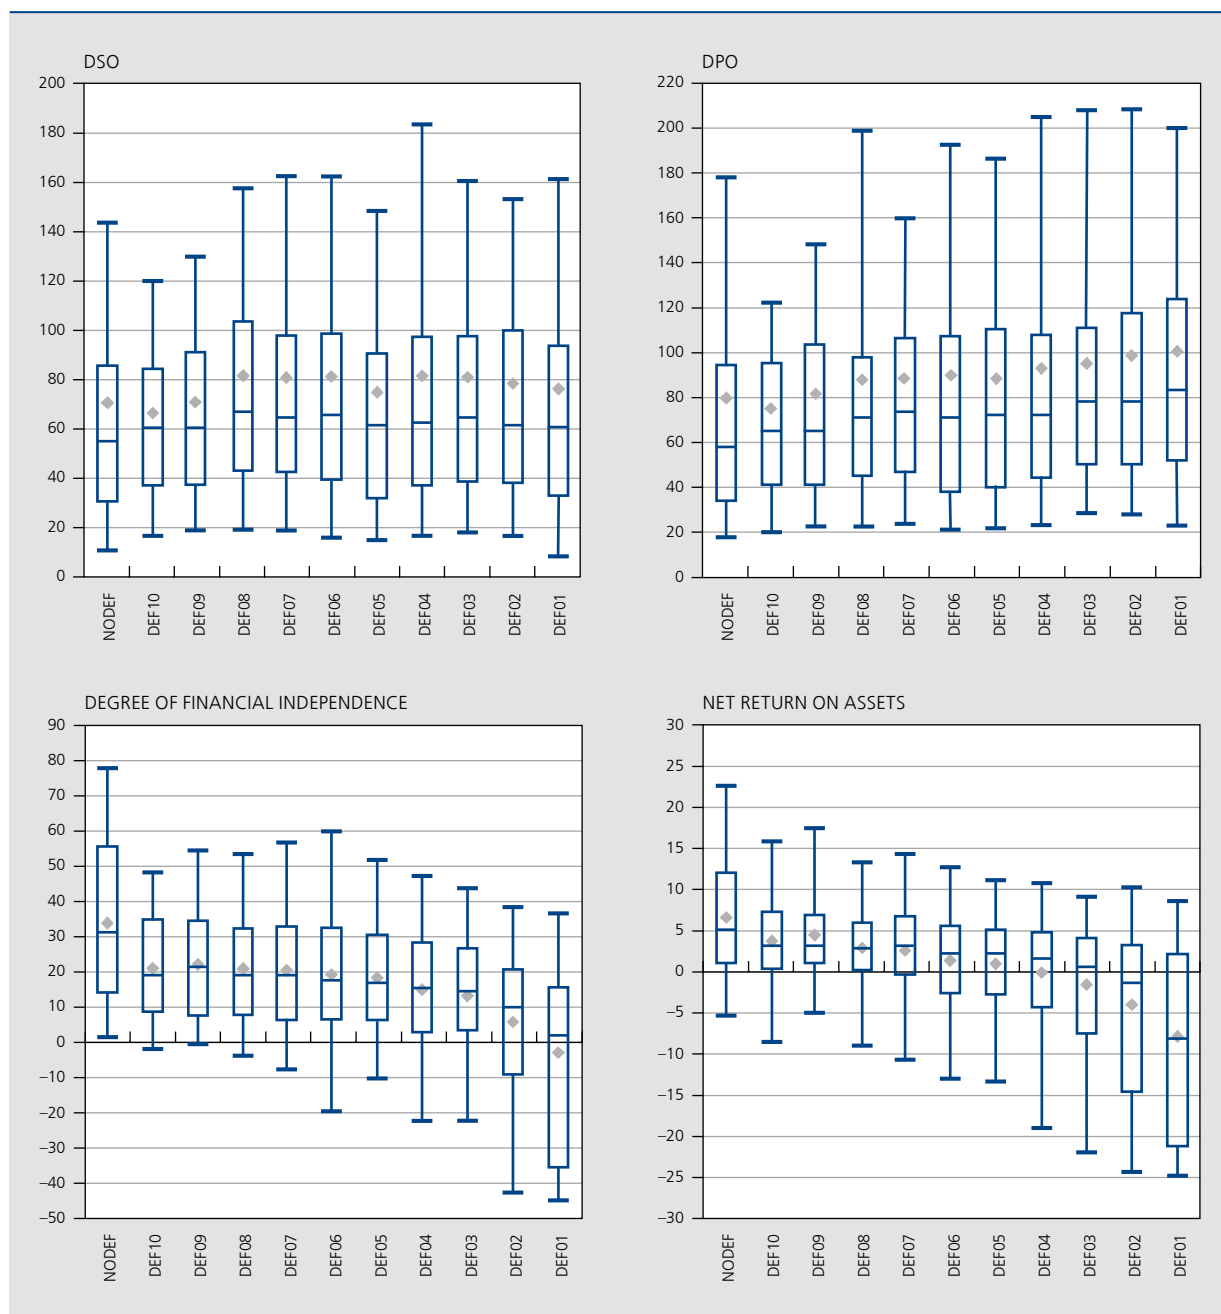 DSO
200
180
160
140
120
100
80
60
40
20
0
NODEF
DEF10
DEF09
DEF08
DEF07
DEF06
DEF05
DEF04
DEF03
DEF02
DEF01
DPO
220
200
180
160
140
120
100
80
60
40
20
0
NODEF
DEF10
DEF09
DEF08
DEF07
DEF06
DEF05
DEF04
DEF03
DEF02
DEF01
DEGREE OF FINANCIAL INDEPENDENCE
90
80
70
60
50
40
30
20
10
0
–10
–20
–30
–40
–50
NODEF
DEF10
DEF09
DEF08
DEF07
DEF06
DEF05
DEF04
DEF03
DEF02
DEF01
NET RETURN ON ASSETS
30
25
20
15
10
5
0
–5
–10
–15
–20
–25
–30
NODEF
DEF10
DEF09
DEF08
DEF07
DEF06
DEF05
DEF04
DEF03
DEF02
DEF01